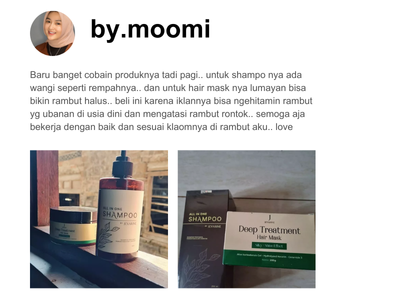 by.moomi
Baru banget cobain produknya tadi pagi.. untuk shampo nya ada
wangi seperti rempahnya.. dan untuk hair mask nya lumayan bisa
bikin rambut halus.. beli ini karena iklannya bisa ngehitamin rambut
yg ubanan di usia dini dan mengatasi rambut rontok.. semoga aja
bekerja dengan baik dan sesuai klaomnya di rambut aku.. love
ALL IN ONE
SHAMPOO
SHAMPOO
Deep Treatment
Hair Mask